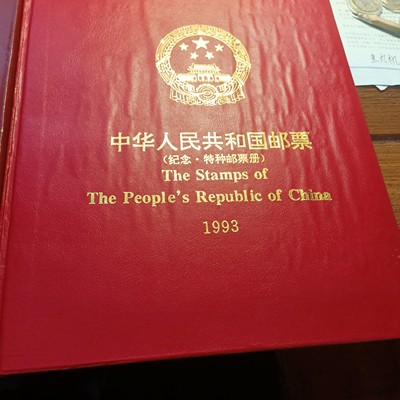 中华人民共和国邮票
（纪念·特种邮票册）
The Stamps of
The People's Republic of China
1993